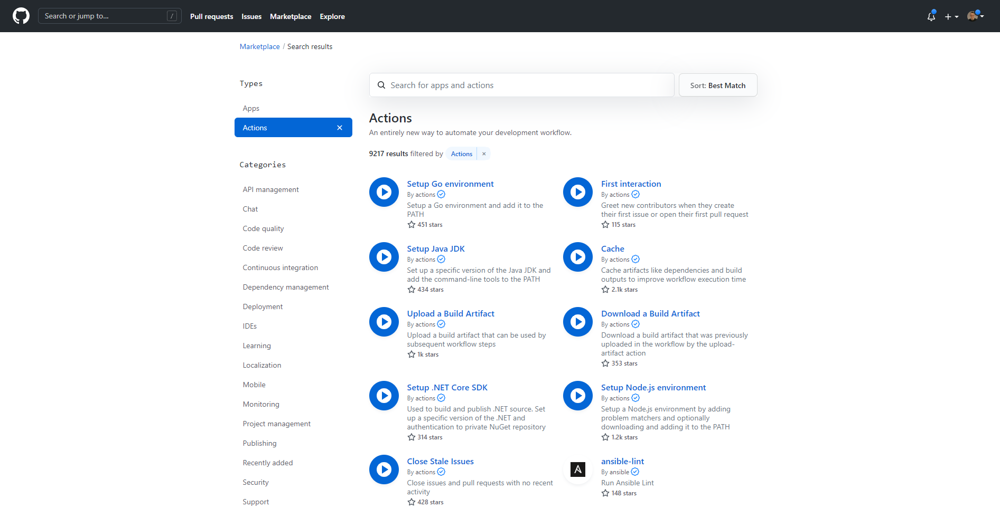 Search or jump to...
/
Pull requests
Issues
Marketplace
Explore
Marketplace / Search results
Types
Apps
Actions
Categories
API management
Chat
Code quality
Code review
Continuous integration
Dependency management
Deployment
IDEs
Learning
Localization
Mobile
Monitoring
Project management
Publishing
Recently added
Security
Support
Search for apps and actions
Sort: Best Match
Actions
An entirely new way to automate your development workflow.
9217 results filtered by Actions ×
Setup Go environment
By actions
Setup a Go environment and add it to the
PATH
451 stars
First interaction
By actions
Greet new contributors when they create
their first issue or open their first pull request
115 stars
Setup Java JDK
By actions
Set up a specific version of the Java JDK and
add the command-line tools to the PATH
434 stars
Cache
By actions
Cache artifacts like dependencies and build
outputs to improve workflow execution time
2.1k stars
Upload a Build Artifact
By actions
Upload a build artifact that can be used by
subsequent workflow steps
1k stars
Download a Build Artifact
By actions
Download a build artifact that was previously
uploaded in the workflow by the upload-
artifact action
353 stars
Setup .NET Core SDK
By actions
Used to build and publish .NET source. Set
up a specific version of the .NET and
authentication to private NuGet repository
314 stars
Setup Node.js environment
By actions
Setup a Node.js environment by adding
problem matchers and optionally
downloading and adding it to the PATH
1.2k stars
Close Stale Issues
By actions
Close issues and pull requests with no recent
activity
428 stars
ansible-lint
By ansible
Run Ansible Lint
148 stars